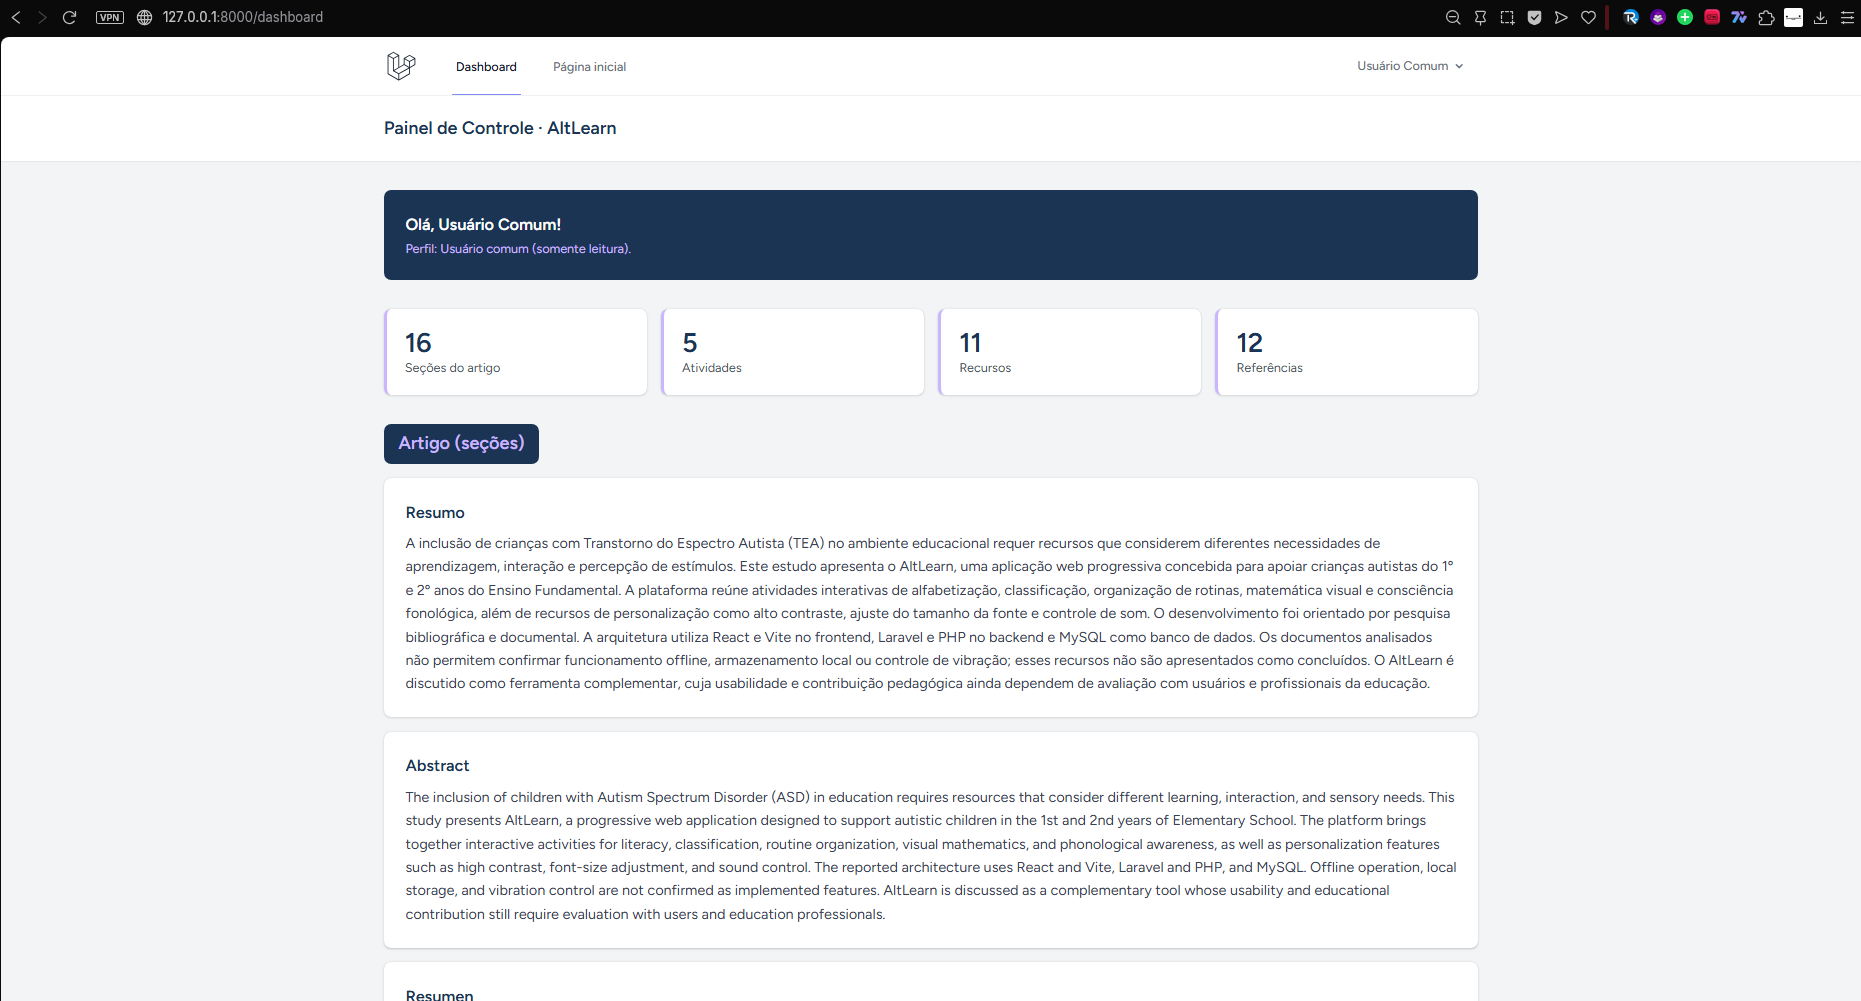 VPN
127.0.0.1:8000/dashboard
Dashboard
Página inicial
Usuário Comum
Painel de Controle · AltLearn
Olá, Usuário Comum!
Perfil: Usuário comum (somente leitura).
16
Seções do artigo
5
Atividades
11
Recursos
12
Referências
Artigo (seções)
Resumo
A inclusão de crianças com Transtorno do Espectro Autista (TEA) no ambiente educacional requer recursos que considerem diferentes necessidades de
aprendizagem, interação e percepção de estímulos. Este estudo apresenta o AltLearn, uma aplicação web progressiva concebida para apoiar crianças autistas do 1º
e 2º anos do Ensino Fundamental. A plataforma reúne atividades interativas de alfabetização, classificação, organização de rotinas, matemática visual e consciência
fonológica, além de recursos de personalização como alto contraste, ajuste do tamanho da fonte e controle de som. O desenvolvimento foi orientado por pesquisa
bibliográfica e documental. A arquitetura utiliza React e Vite no frontend, Laravel e PHP no backend e MySQL como banco de dados. Os documentos analisados
não permitem confirmar funcionamento offline, armazenamento local ou controle de vibração; esses recursos não são apresentados como concluídos. O AltLearn é
discutido como ferramenta complementar, cuja usabilidade e contribuição pedagógica ainda dependem de avaliação com usuários e profissionais da educação.
Abstract
The inclusion of children with Autism Spectrum Disorder (ASD) in education requires resources that consider different learning, interaction, and sensory needs. This
study presents AltLearn, a progressive web application designed to support autistic children in the 1st and 2nd years of Elementary School. The platform brings
together interactive activities for literacy, classification, routine organization, visual mathematics, and phonological awareness, as well as personalization features
such as high contrast, font-size adjustment, and sound control. The reported architecture uses React and Vite, Laravel and PHP, and MySQL. Offline operation, local
storage, and vibration control are not confirmed as implemented features. AltLearn is discussed as a complementary tool whose usability and educational
contribution still require evaluation with users and education professionals.
Resumen